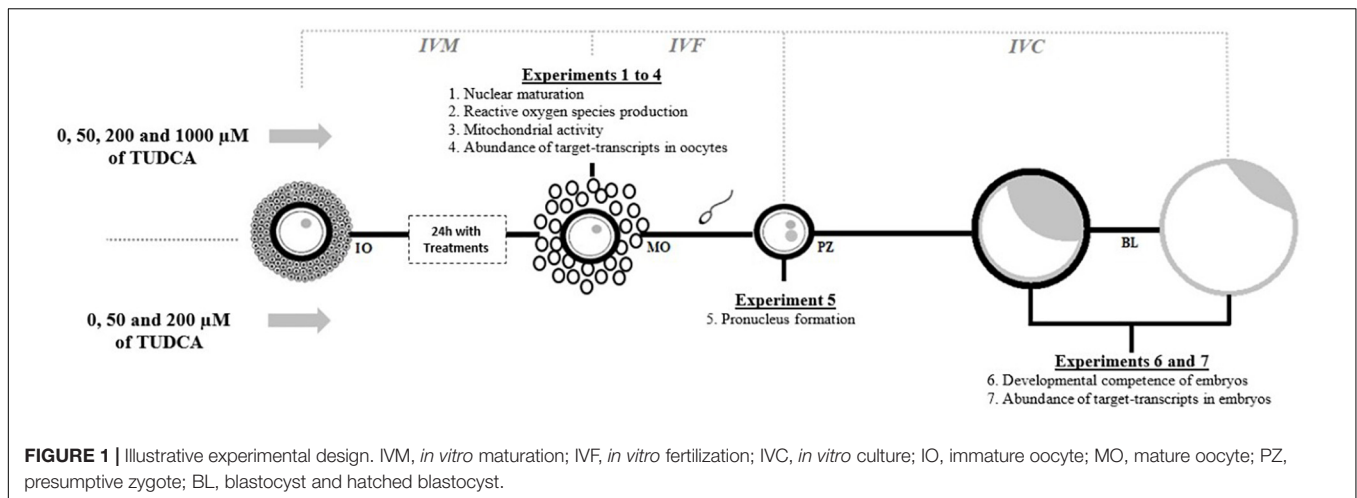 IVM
IVF
IVC
Experiments 1 to 4
1. Nuclear maturation
2. Reactive oxygen species production
3. Mitochondrial activity
4. Abundance of target-transcripts in oocytes
0, 50, 200 and 1000 µM
of TUDCA
24h with
Treatments
IO
MO
PZ
BL
0, 50 and 200 µM
of TUDCA
Experiment 5
5. Pronucleus formation
Experiments 6 and 7
6. Developmental competence of embryos
7. Abundance of target-transcripts in embryos
FIGURE 1 | Illustrative experimental design. IVM, in vitro maturation; IVF, in vitro fertilization; IVC, in vitro culture; IO, immature oocyte; MO, mature oocyte; PZ,
presumptive zygote; BL, blastocyst and hatched blastocyst.